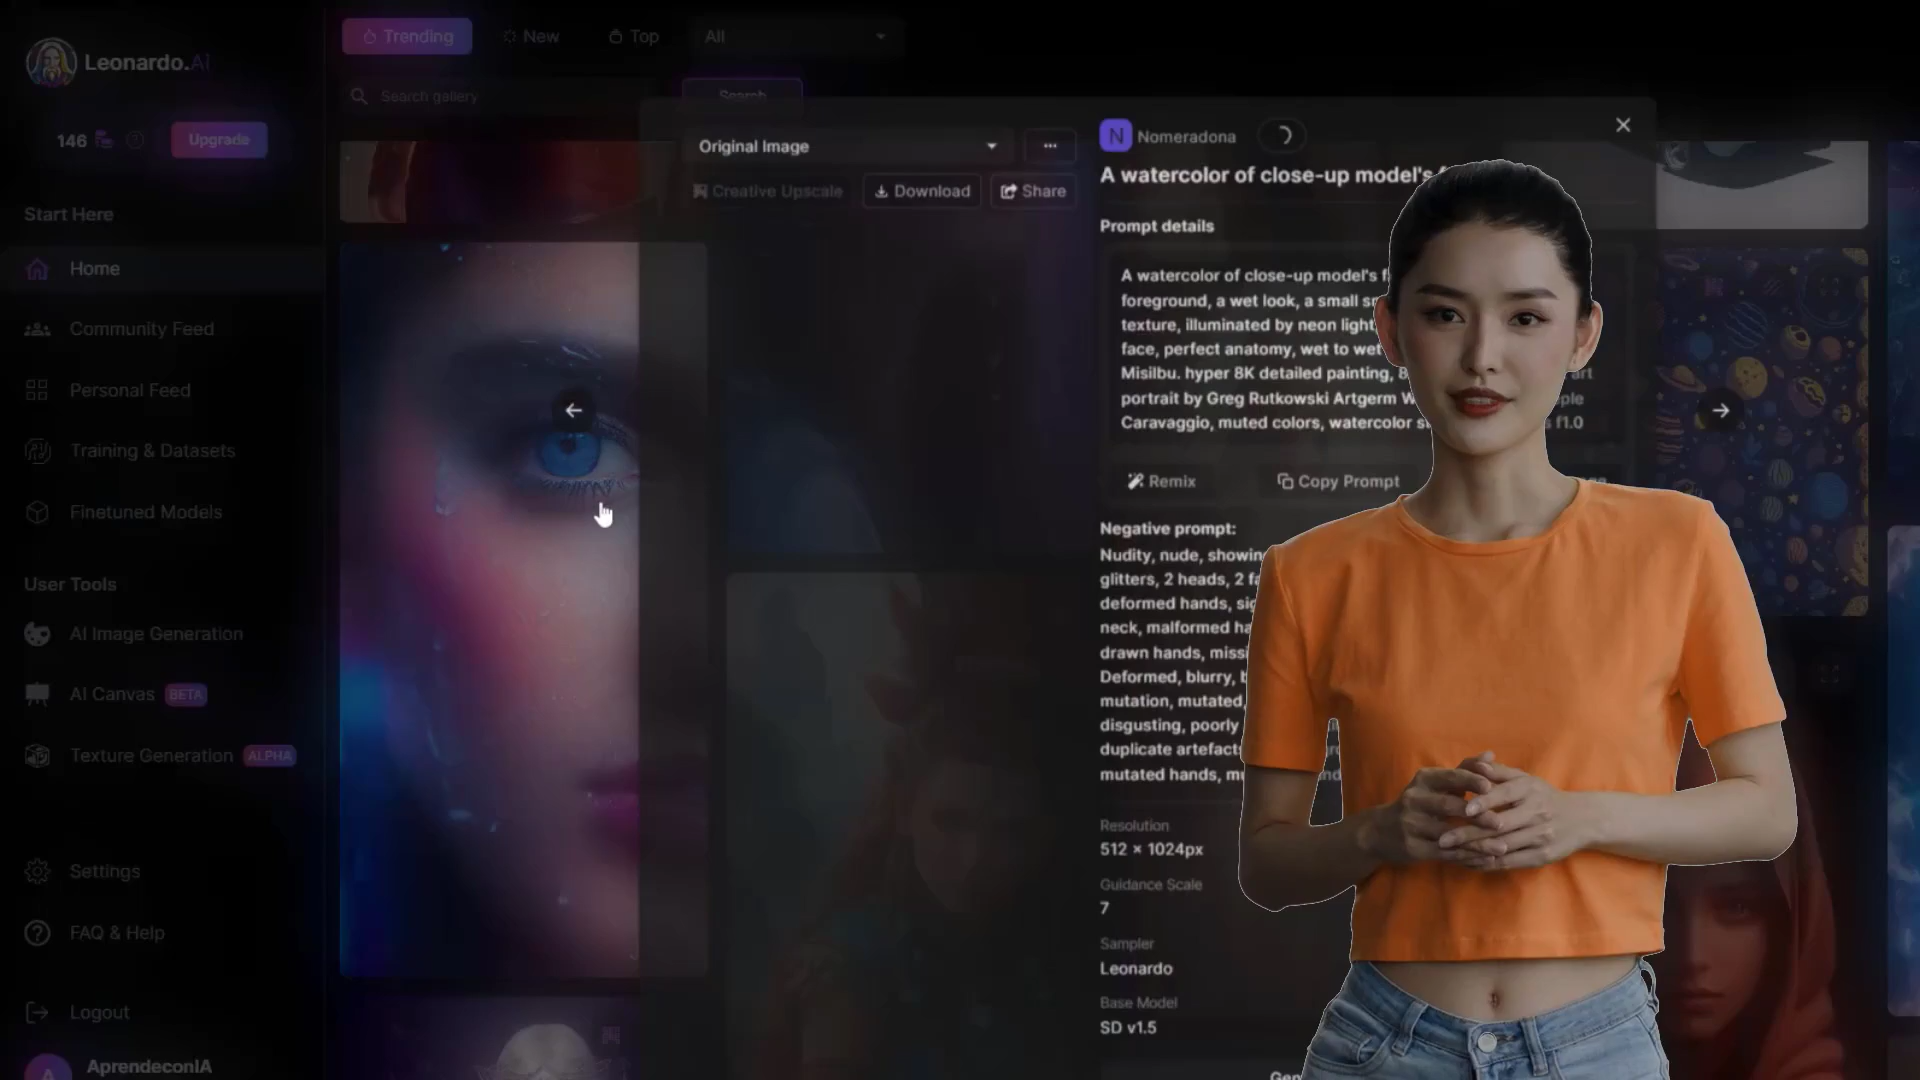 Leonardo.Ai
146
Upgrade
Start Here
Home
Community Feed
Personal Feed
Training & Datasets
Finetuned Models
User Tools
AI Image Generation
AI Canvas BETA
Texture Generation ALPHA
Settings
FAQ & Help
Logout
AprendeconIA
A
Trending
New
Top
All
Search gallery
Search
Original Image
Creative Upscale
Download
Share
N Nomeradona
A watercolor of close-up model's
Prompt details
A watercolor of close-up model's
foreground, a wet look, a small
texture, illuminated by neon light
face, perfect anatomy, wet to wet
Misilbu. hyper 8K detailed painting, art
portrait by Greg Rutkowski Artgerm
Caravaggio, muted colors, watercolor f1.0
Remix
Copy Prompt
Negative prompt:
Nudity, nude,
glitters, 2 heads, 2
deformed hands,
neck, malformed
drawn hands,
Deformed, blurry,
mutation, mutated,
disgusting, poorly
duplicate
mutated hands,
Resolution
512 × 1024px
Guidance Scale
7
Sampler
Leonardo
Base Model
SD v1.5